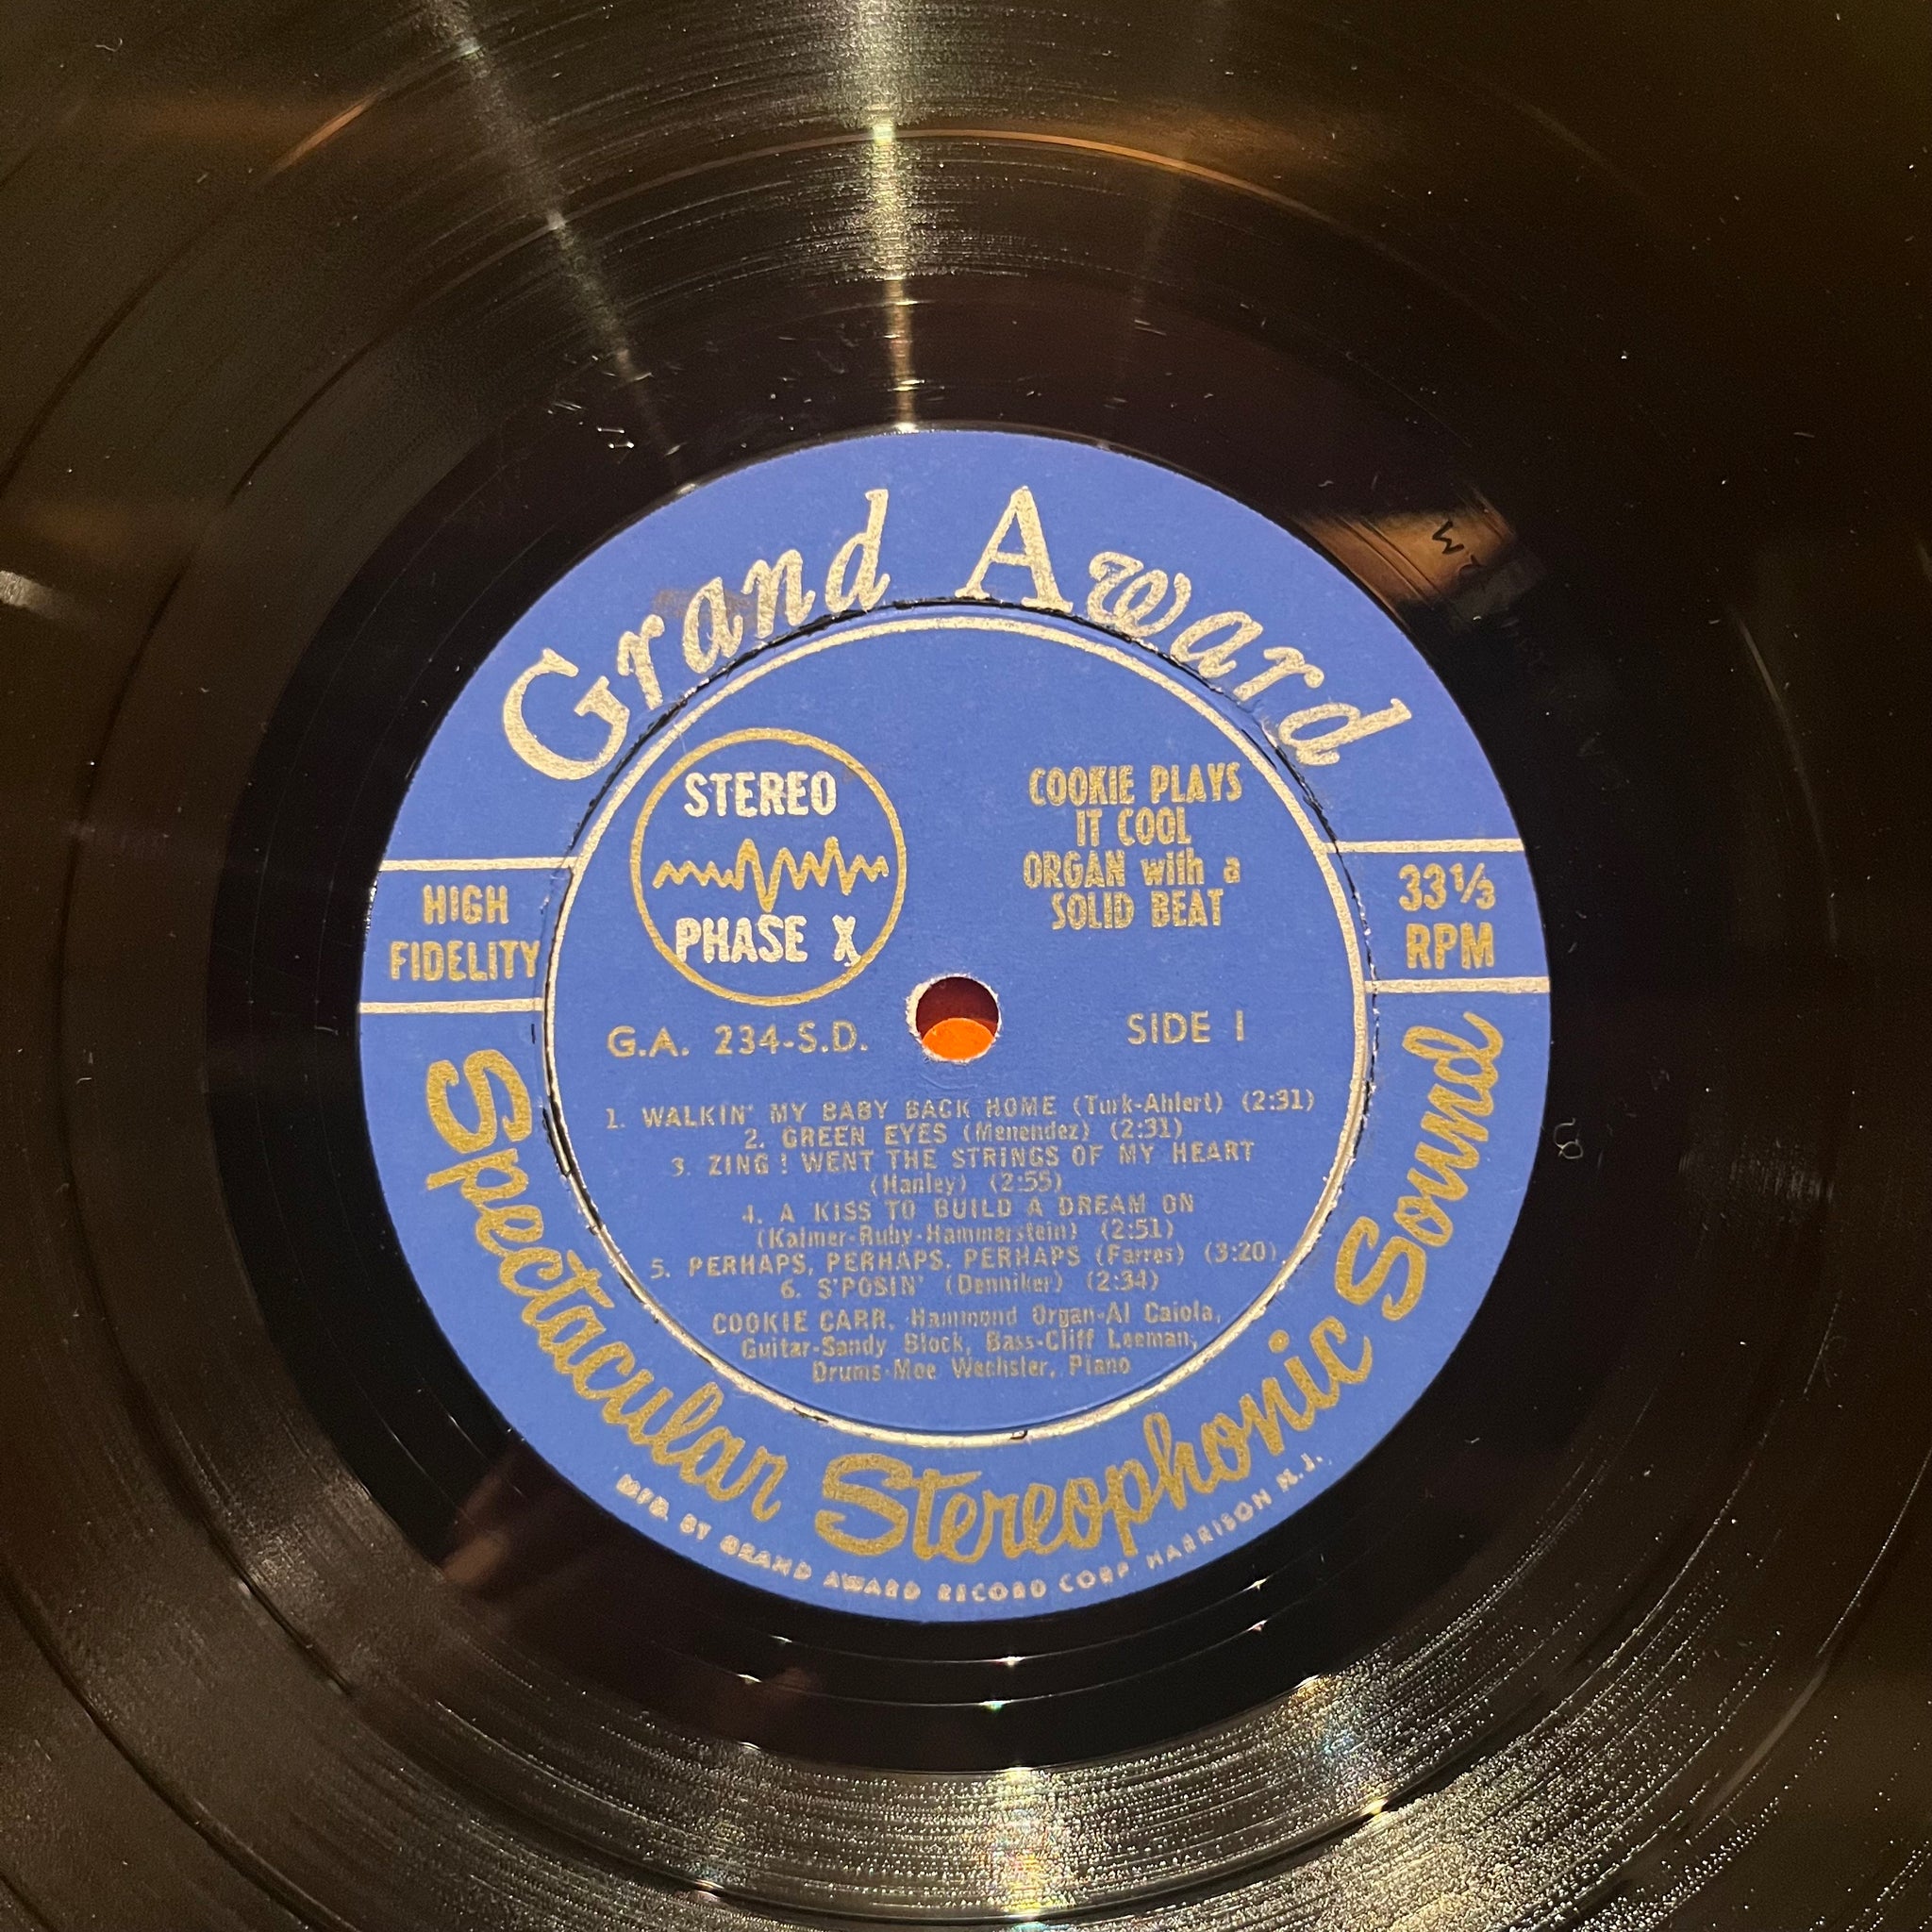 Grand Award
STEREO
PHASE X
COOKIE PLAYS
IT COOL
ORGAN with a
SOLID BEAT
HIGH
FIDELITY
33⅓
RPM
G.A. 234-S.D.
SIDE 1
1. WALKIN' MY BABY BACK HOME (Turk-Ahlert) (2:31)
2. GREEN EYES (Menendez) (2:31)
3. ZING! WENT THE STRINGS OF MY HEART
(Hanley) (2:55)
4. A KISS TO BUILD A DREAM ON
(Kalmer-Ruby-Hammerstein) (2:51)
5. PERHAPS, PERHAPS, PERHAPS (Farres) (3:20)
6. S'POSIN' (Denniker) (2:34)
COOKIE CARR, Hammond Organ-Al Caiola,
Guitar-Sandy Block, Bass-Cliff Leeman,
Drums-Moe Wechsler, Piano
Spectacular Stereophonic Sound
MFD. BY GRAND AWARD RECORD CORP. HARRISON N.J.